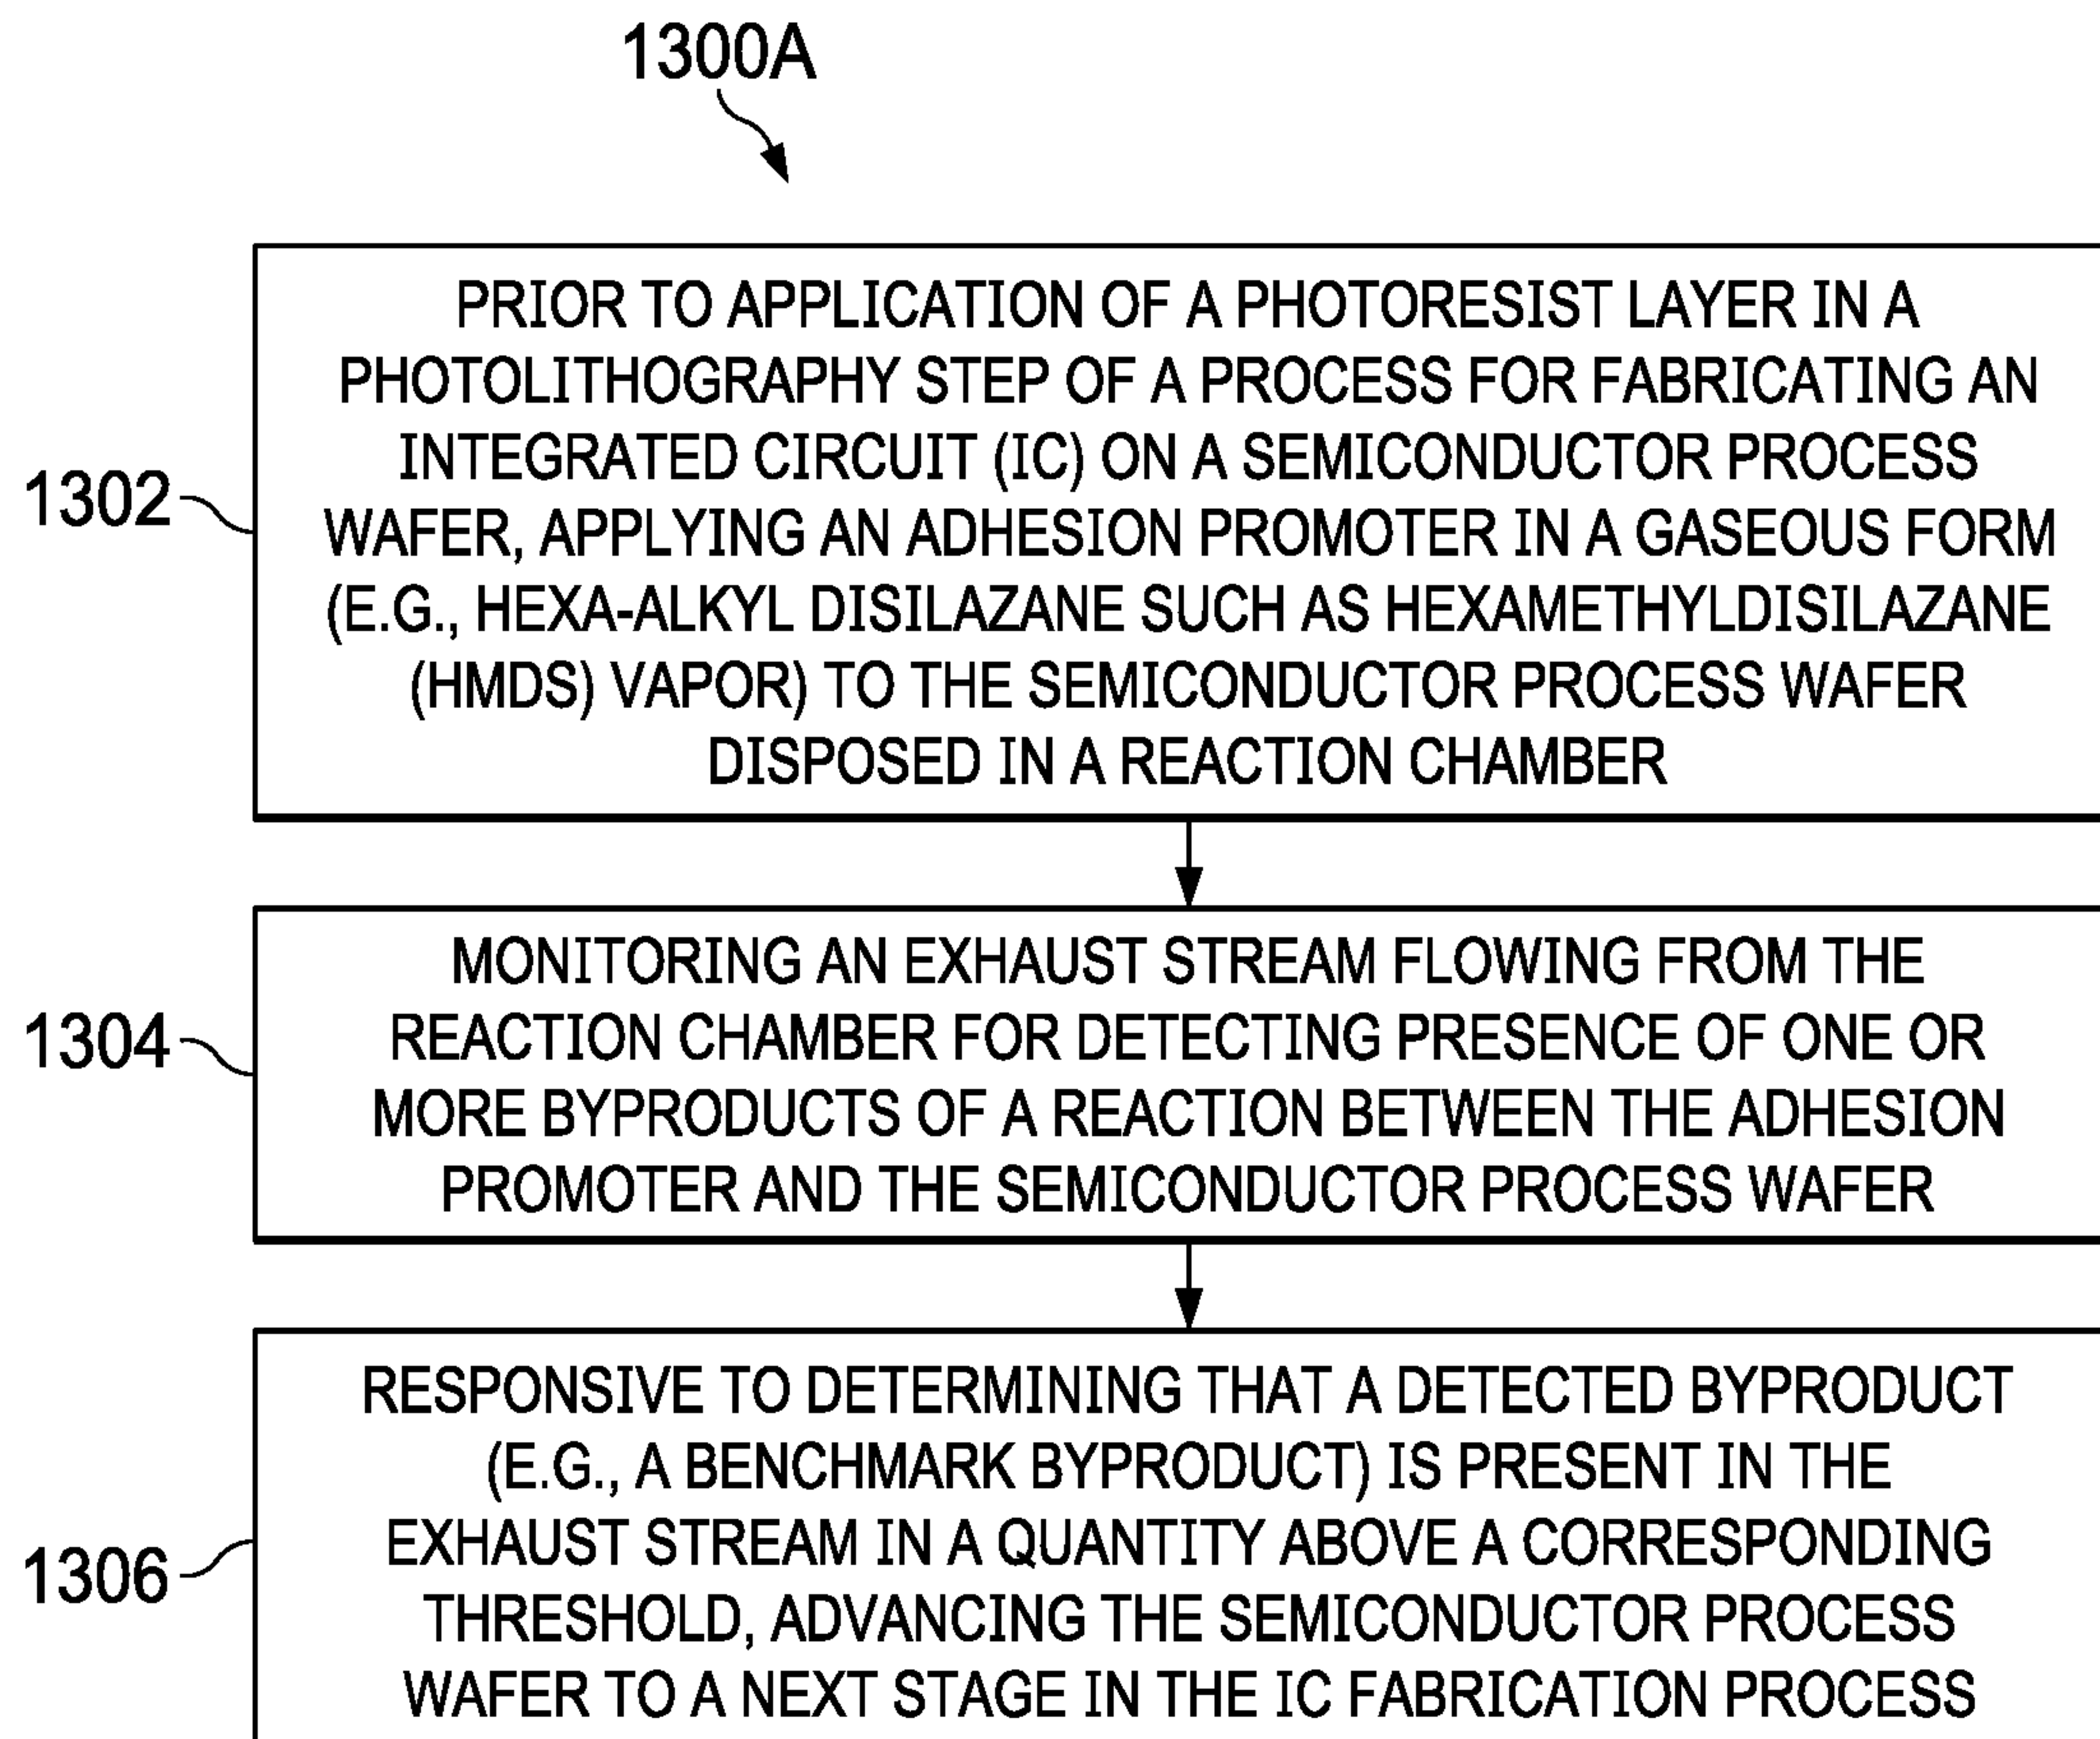 1300A
1302
PRIOR TO APPLICATION OF A PHOTORESIST LAYER IN A
PHOTOLITHOGRAPHY STEP OF A PROCESS FOR FABRICATING AN
INTEGRATED CIRCUIT (IC) ON A SEMICONDUCTOR PROCESS
WAFER, APPLYING AN ADHESION PROMOTER IN A GASEOUS FORM
(E.G., HEXA-ALKYL DISILAZANE SUCH AS HEXAMETHYLDISILAZANE
(HMDS) VAPOR) TO THE SEMICONDUCTOR PROCESS WAFER
DISPOSED IN A REACTION CHAMBER
1304
MONITORING AN EXHAUST STREAM FLOWING FROM THE
REACTION CHAMBER FOR DETECTING PRESENCE OF ONE OR
MORE BYPRODUCTS OF A REACTION BETWEEN THE ADHESION
PROMOTER AND THE SEMICONDUCTOR PROCESS WAFER
1306
RESPONSIVE TO DETERMINING THAT A DETECTED BYPRODUCT
(E.G., A BENCHMARK BYPRODUCT) IS PRESENT IN THE
EXHAUST STREAM IN A QUANTITY ABOVE A CORRESPONDING
THRESHOLD, ADVANCING THE SEMICONDUCTOR PROCESS
WAFER TO A NEXT STAGE IN THE IC FABRICATION PROCESS